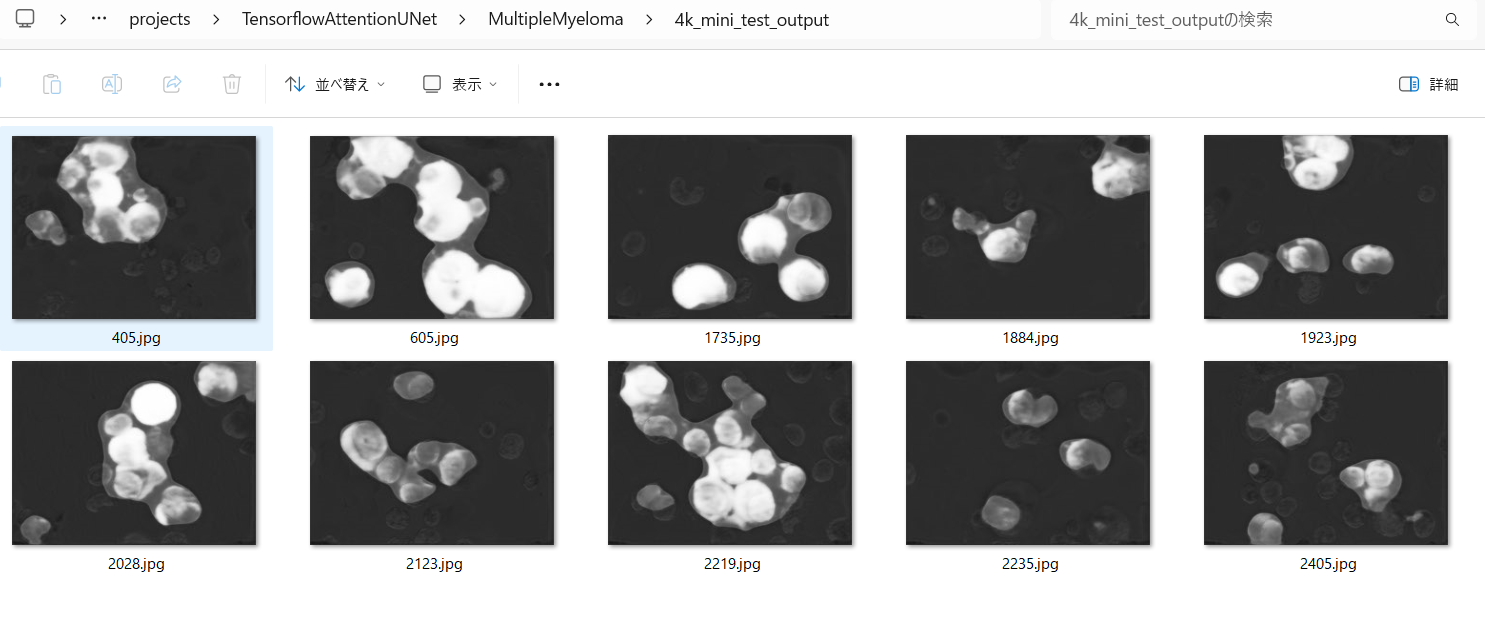 … projects TensorflowAttentionUNet MultipleMyeloma 4k_mini_test_output
4k_mini_test_outputの検索
並べ替え 表示 詳細
405.jpg 605.jpg 1735.jpg 1884.jpg 1923.jpg
2028.jpg 2123.jpg 2219.jpg 2235.jpg 2405.jpg